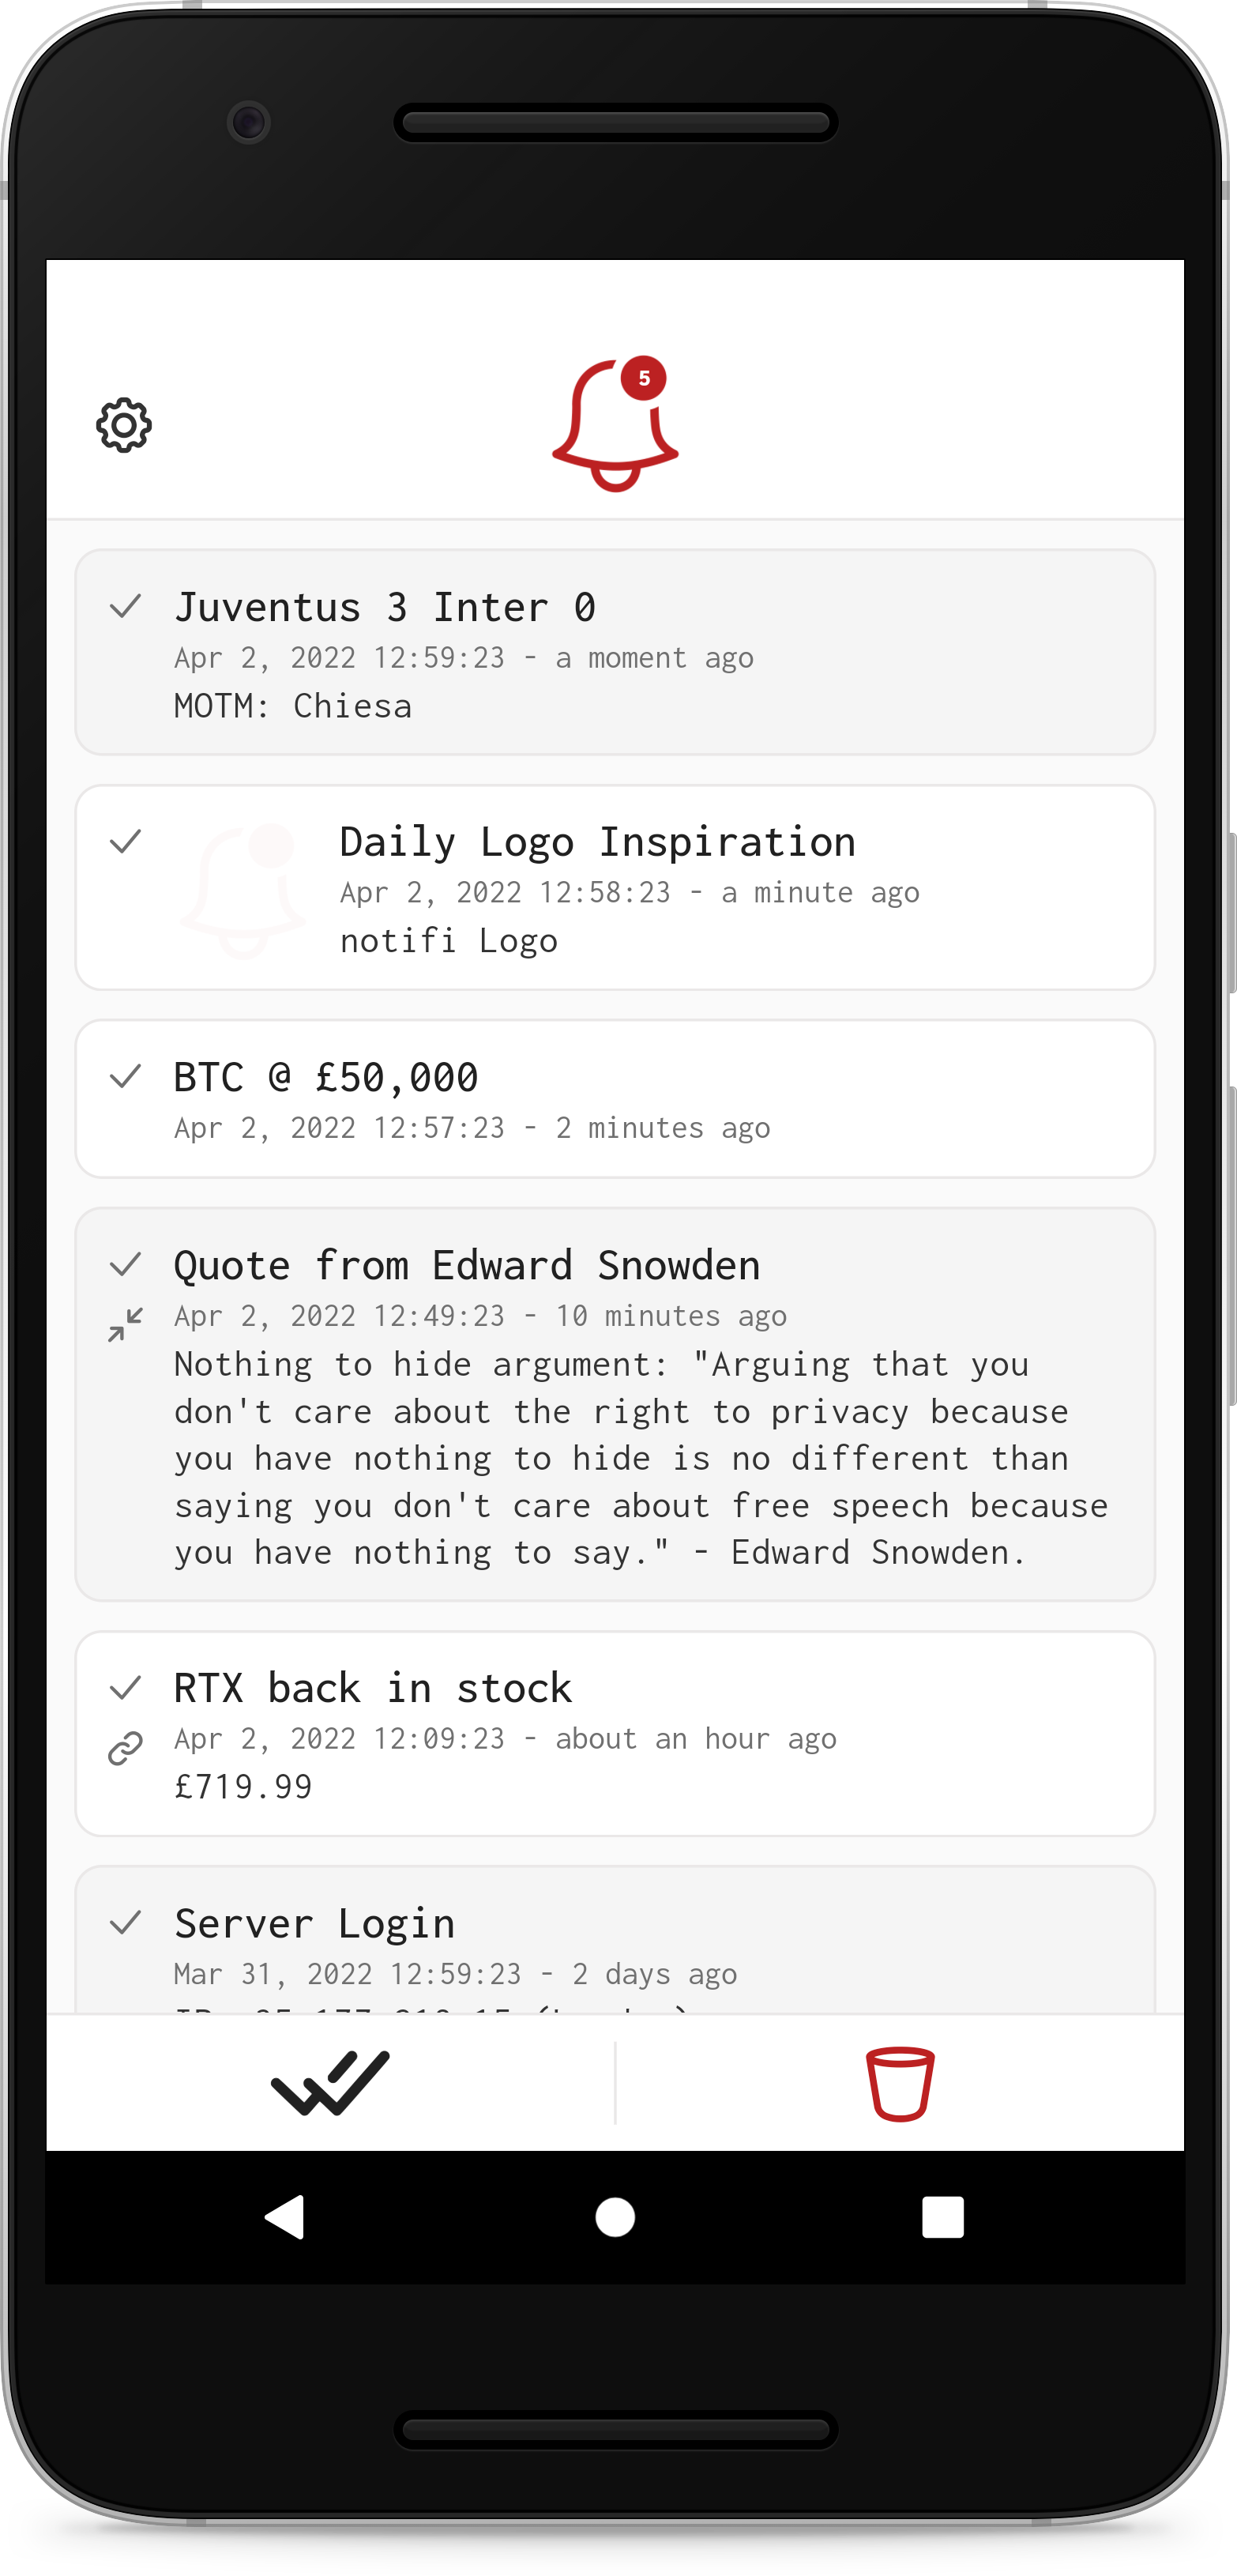 5
Juventus 3 Inter 0
Apr 2, 2022 12:59:23 - a moment ago
MOTM: Chiesa
Daily Logo Inspiration
Apr 2, 2022 12:58:23 - a minute ago
notifi Logo
BTC @ £50,000
Apr 2, 2022 12:57:23 - 2 minutes ago
Quote from Edward Snowden
Apr 2, 2022 12:49:23 - 10 minutes ago
Nothing to hide argument: "Arguing that you
don't care about the right to privacy because
you have nothing to hide is no different than
saying you don't care about free speech because
you have nothing to say." - Edward Snowden.
RTX back in stock
Apr 2, 2022 12:09:23 - about an hour ago
£719.99
Server Login
Mar 31, 2022 12:59:23 - 2 days ago